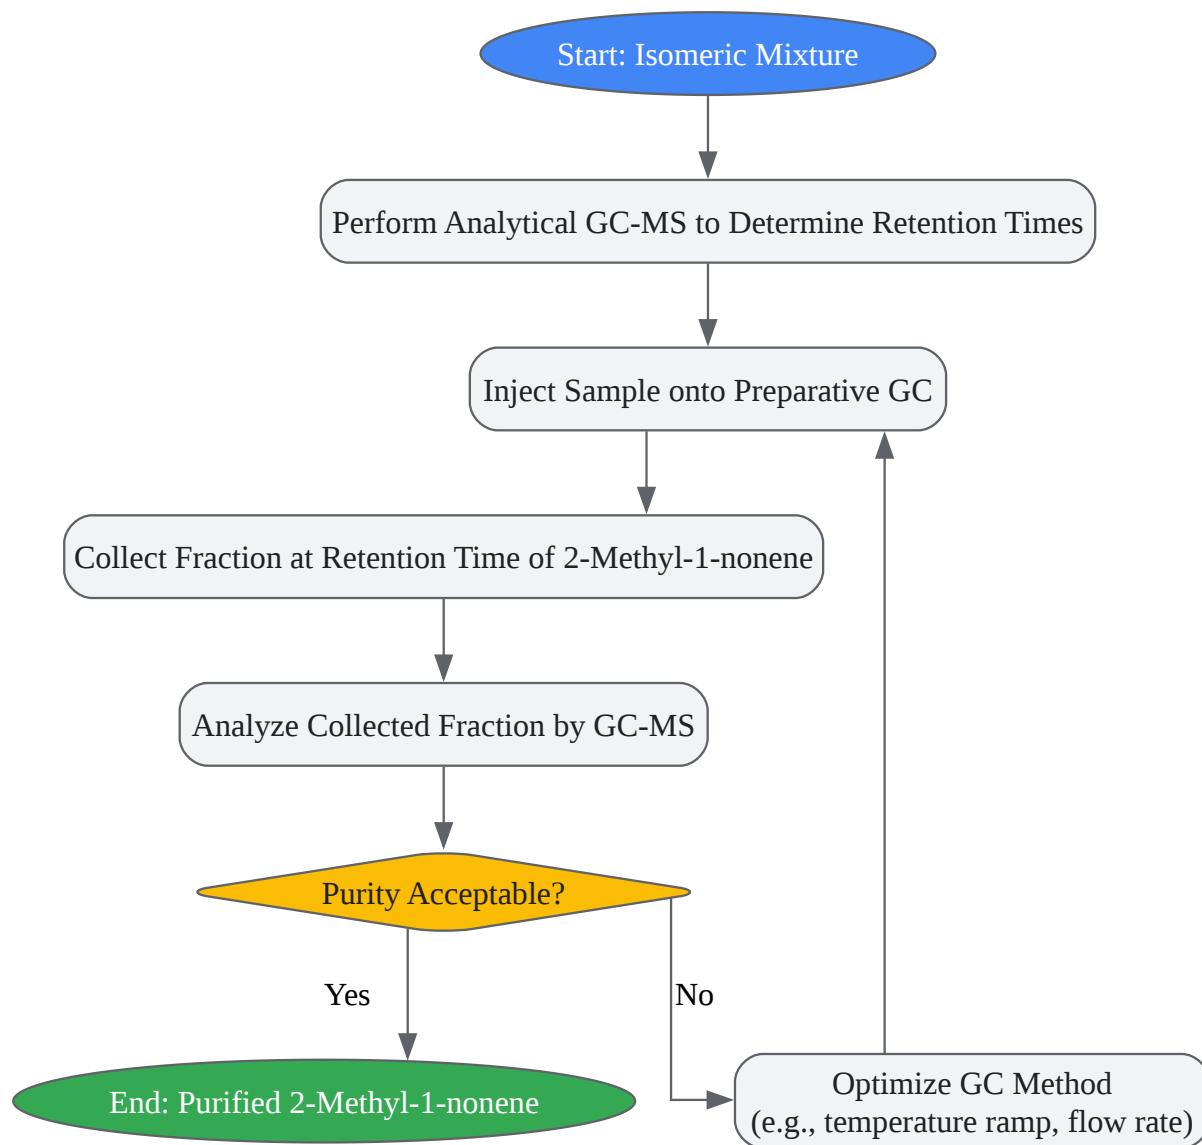 Start: Isomeric Mixture
Perform Analytical GC-MS to Determine Retention Times
Inject Sample onto Preparative GC
Collect Fraction at Retention Time of 2-Methyl-1-nonene
Analyze Collected Fraction by GC-MS
Purity Acceptable?
Yes
No
End: Purified 2-Methyl-1-nonene
Optimize GC Method
(e.g., temperature ramp, flow rate)